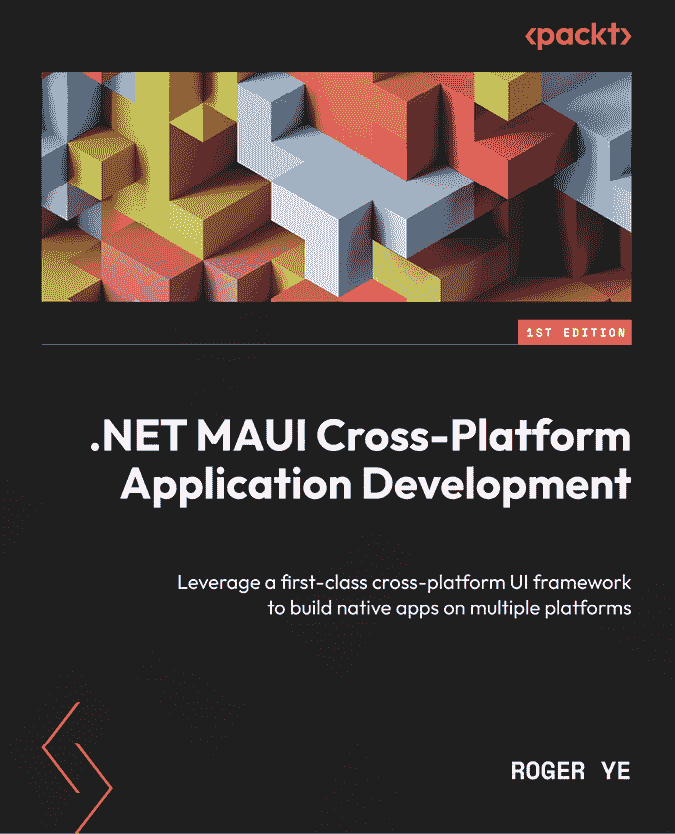 <packt>
1ST EDITION
.NET MAUI Cross-Platform
Application Development
Leverage a first-class cross-platform UI framework
to build native apps on multiple platforms
ROGER YE